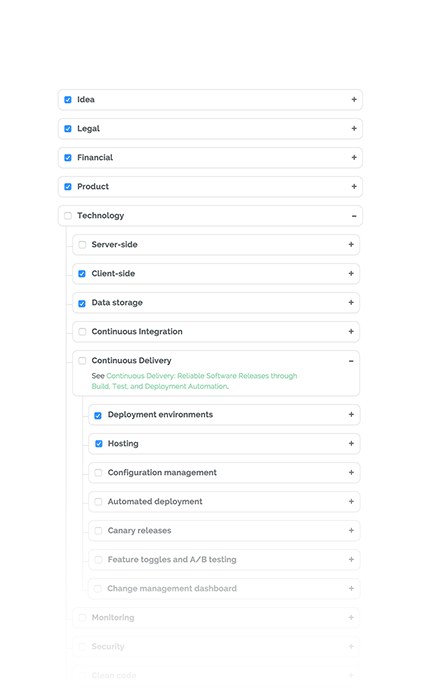 Idea
Legal
Financial
Product
Technology
Server-side
Client-side
Data storage
Continuous Integration
Continuous Delivery
See Continuous Delivery: Reliable Software Releases through
Build, Test, and Deployment Automation.
Deployment environments
Hosting
Configuration management
Automated deployment
Canary releases
Feature toggles and A/B testing
Change management dashboard
Monitoring
Security
Clean code